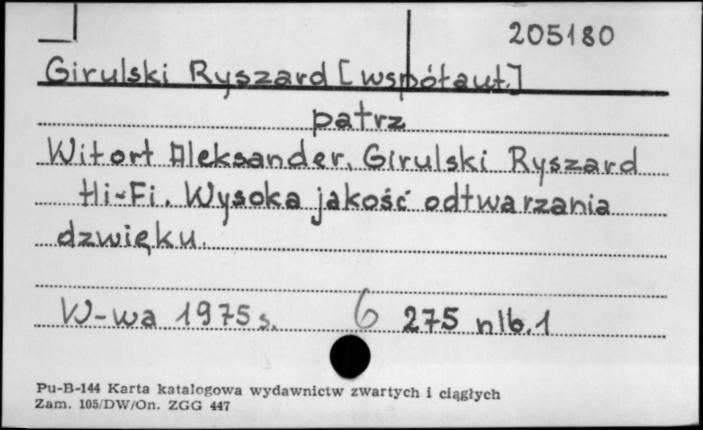 205180
Girulski Ryszard [współaut.]
patrz
Witort Aleksander, Girulski Ryszard
Hi-Fi. Wysoka jakość odtwarzania
dzwięku.
W-wa 1975 s. 6 275 nlb. 1
Pu-B-144 Karta katalogowa wydawnictw zwartych i ciągłych
Zam. 105/DW/On. ZGG 447